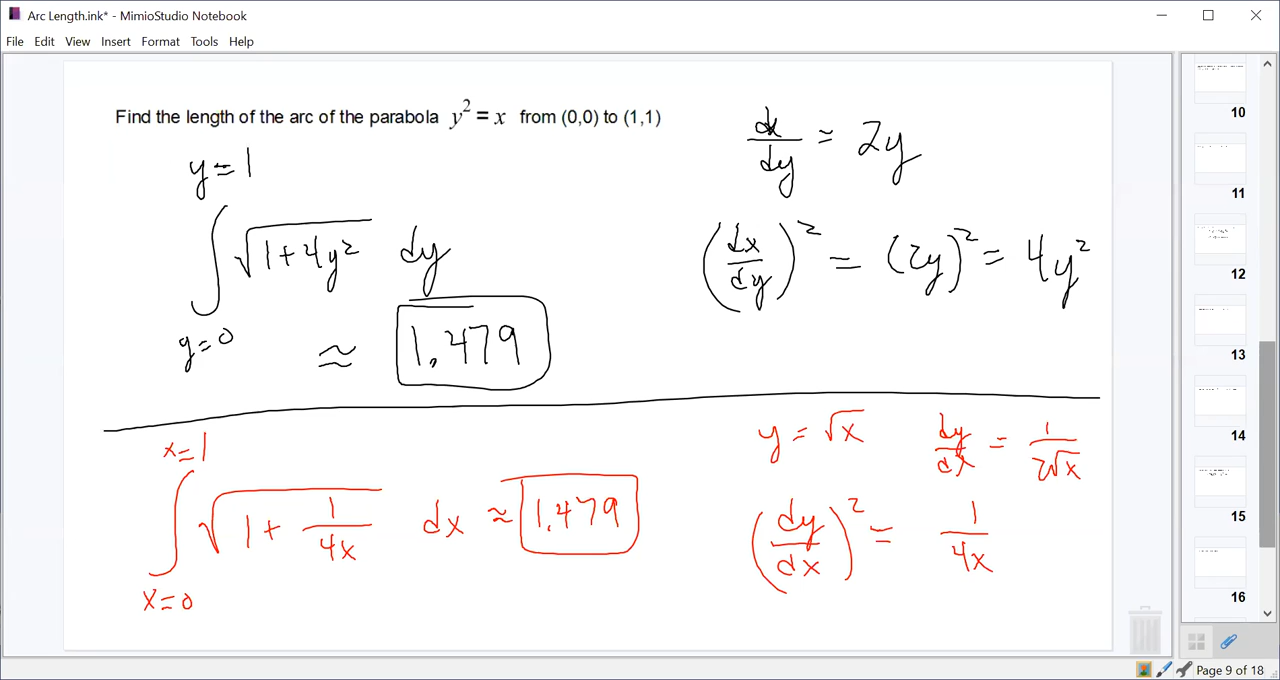 Arc Length.ink* - MimioStudio Notebook
File Edit View Insert Format Tools Help
Find the length of the arc of the parabola y² = x from (0,0) to (1,1)
dx/dy = 2y
y=1
∫ √(1+4y²) dy
y=0
(dx/dy)² = (2y)² = 4y²
≈ 1.479
y = √x dy/dx = 1/(2√x)
x=1
∫ √(1 + 1/(4x)) dx ≈ 1.479
x=0
(dy/dx)² = 1/(4x)
10
11
12
13
14
15
16
Page 9 of 18